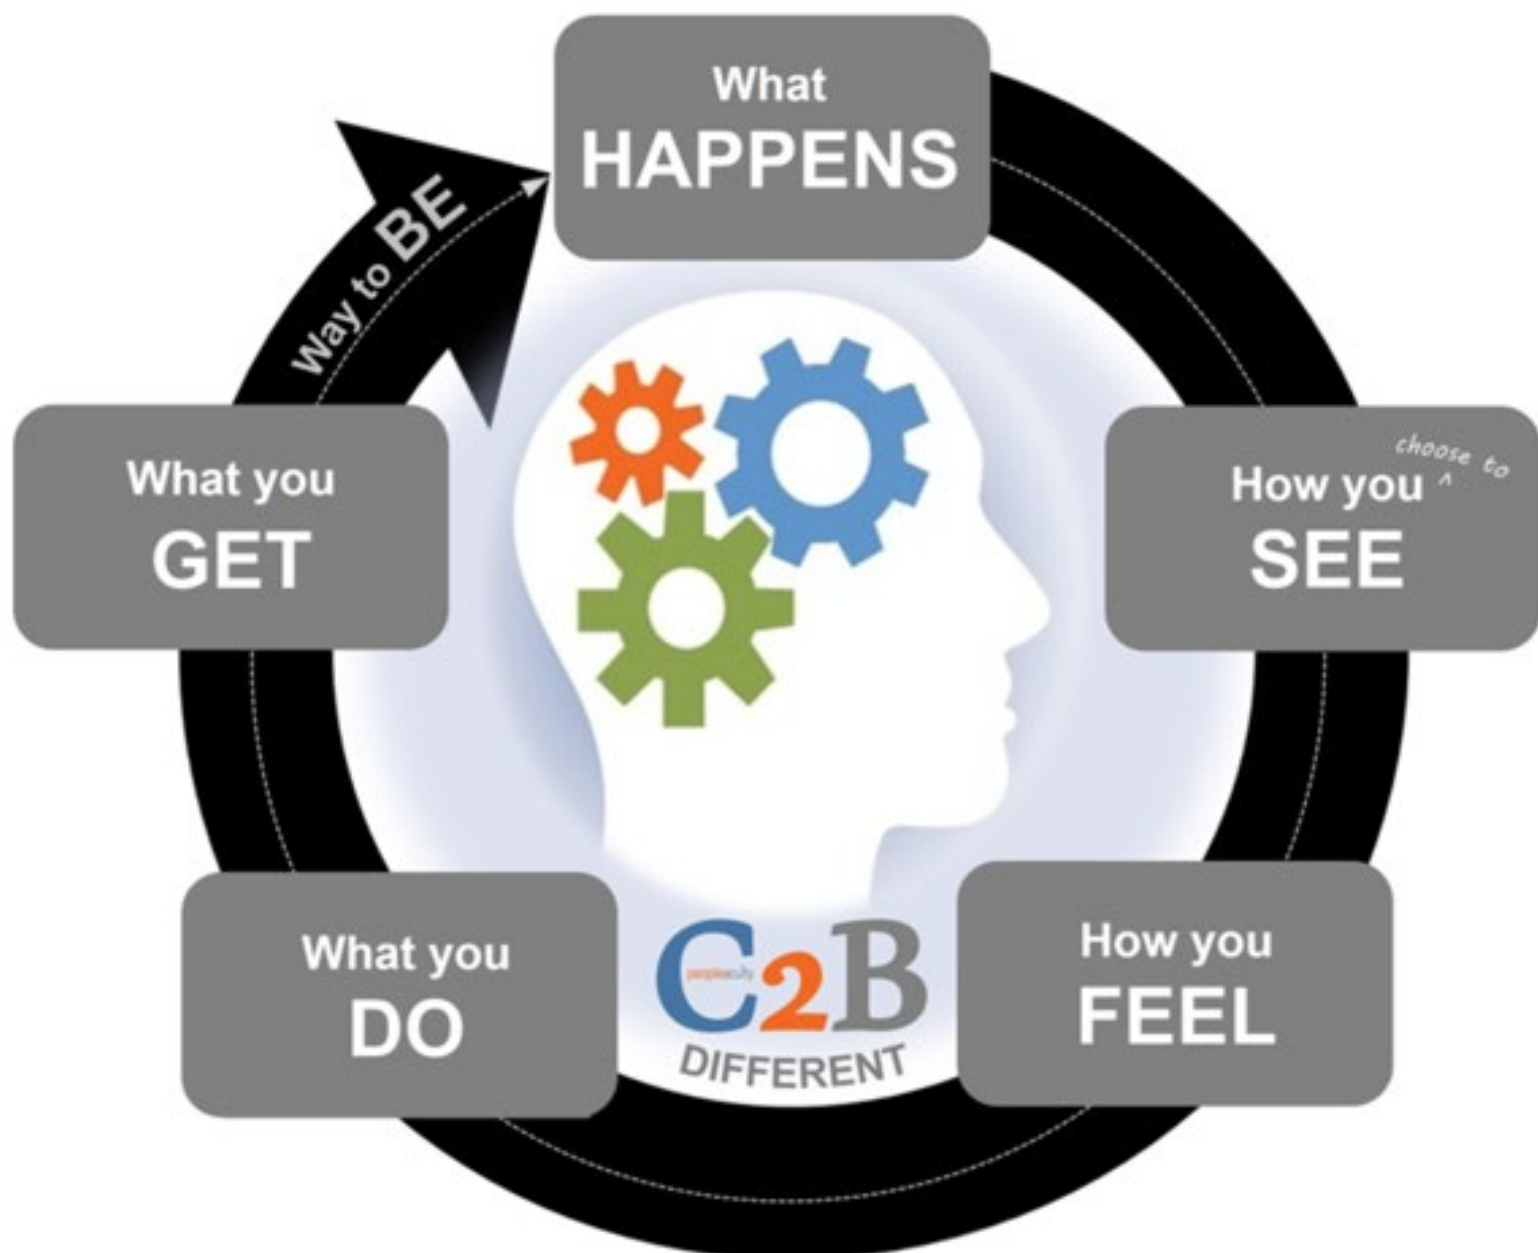 What
HAPPENS
choose to
How you ^
SEE
How you
FEEL
What you
DO
What you
GET
Way to BE
C2B
peopleacuity
DIFFERENT